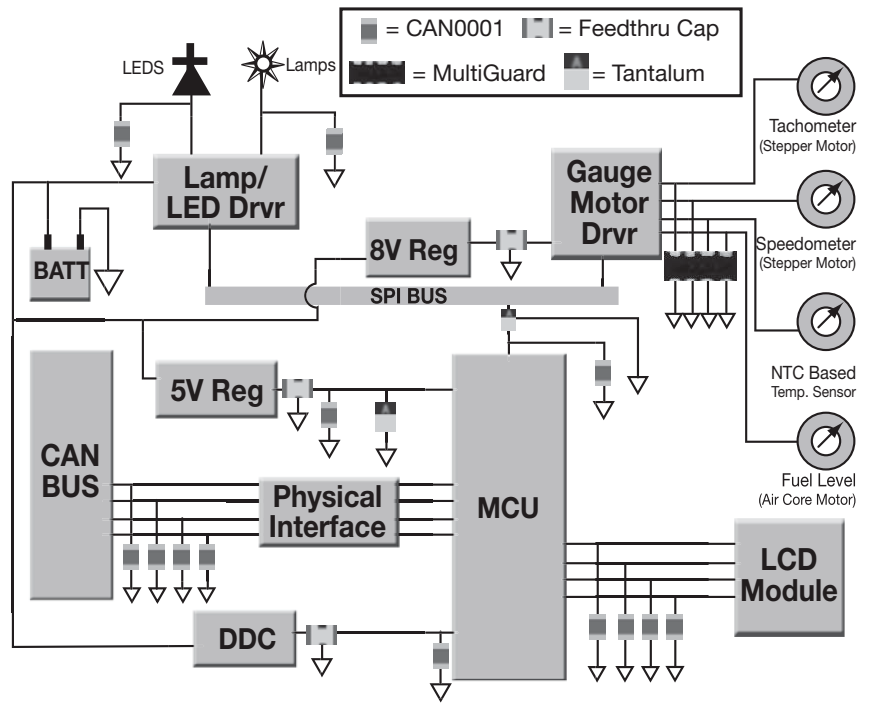 = CAN0001
= Feedthru Cap
= MultiGuard
= Tantalum
LEDS
Lamps
Lamp/
LED Drvr
BATT
8V Reg
Gauge
Motor
Drvr
Tachometer
(Stepper Motor)
Speedometer
(Stepper Motor)
SPI BUS
NTC Based
Temp. Sensor
5V Reg
CAN
BUS
Physical
Interface
MCU
Fuel Level
(Air Core Motor)
LCD
Module
DDC